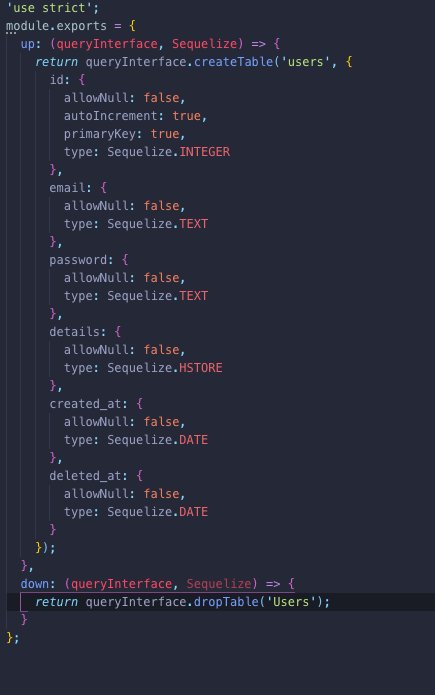 'use strict';
module.exports = {
  up: (queryInterface, Sequelize) => {
    return queryInterface.createTable('users', {
      id: {
        allowNull: false,
        autoIncrement: true,
        primaryKey: true,
        type: Sequelize.INTEGER
      },
      email: {
        allowNull: false,
        type: Sequelize.TEXT
      },
      password: {
        allowNull: false,
        type: Sequelize.TEXT
      },
      details: {
        allowNull: false,
        type: Sequelize.HSTORE
      },
      created_at: {
        allowNull: false,
        type: Sequelize.DATE
      },
      deleted_at: {
        allowNull: false,
        type: Sequelize.DATE
      }
    });
  },
  down: (queryInterface, Sequelize) => {
    return queryInterface.dropTable('Users');
  }
};